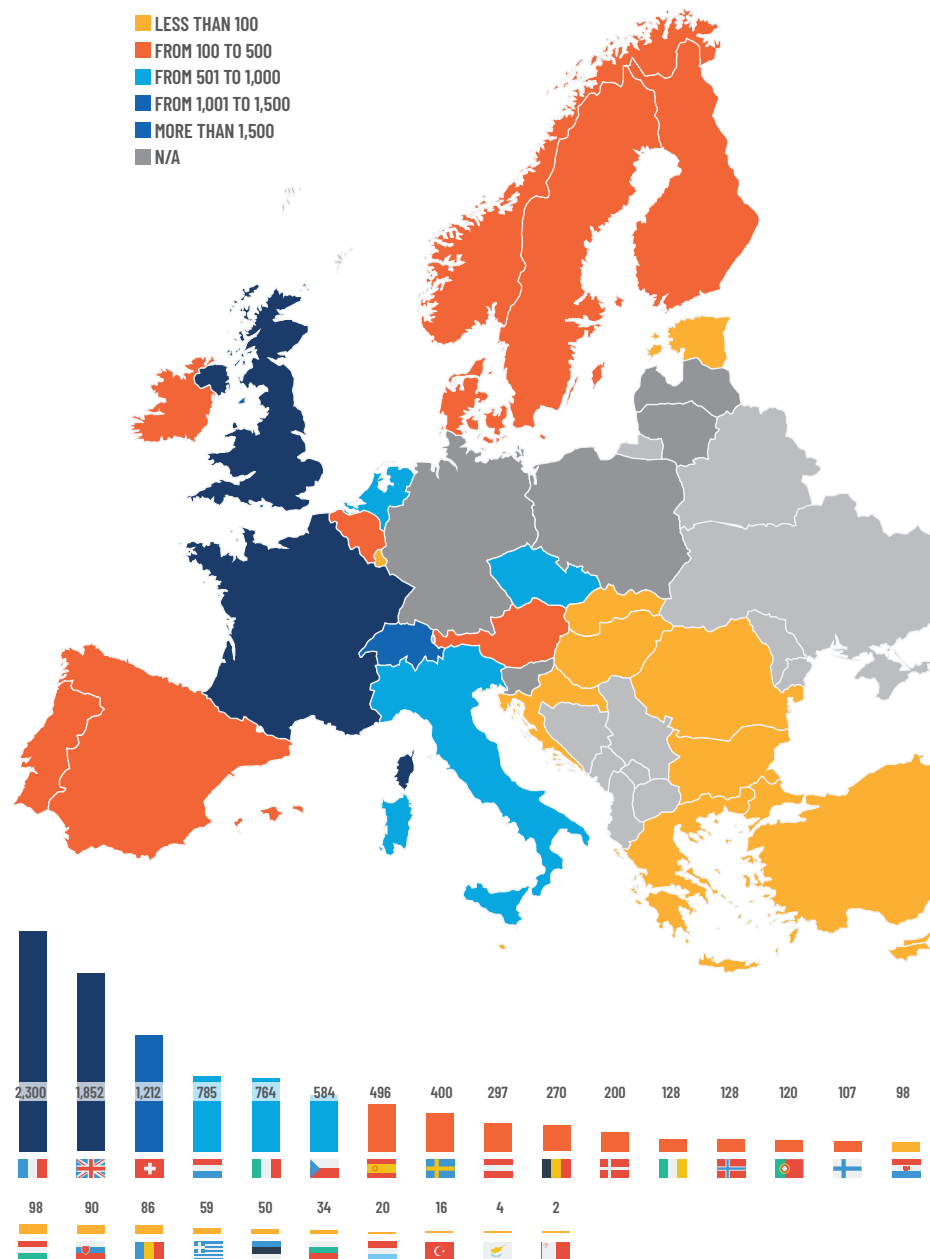 LESS THAN 100
FROM 100 TO 500
FROM 501 TO 1,000
FROM 1,001 TO 1,500
MORE THAN 1,500
N/A
2,300 1,852 1,212 785 764 584 496 400 297 270 200 128 128 120 107 98
98 90 86 59 50 34 20 16 4 2